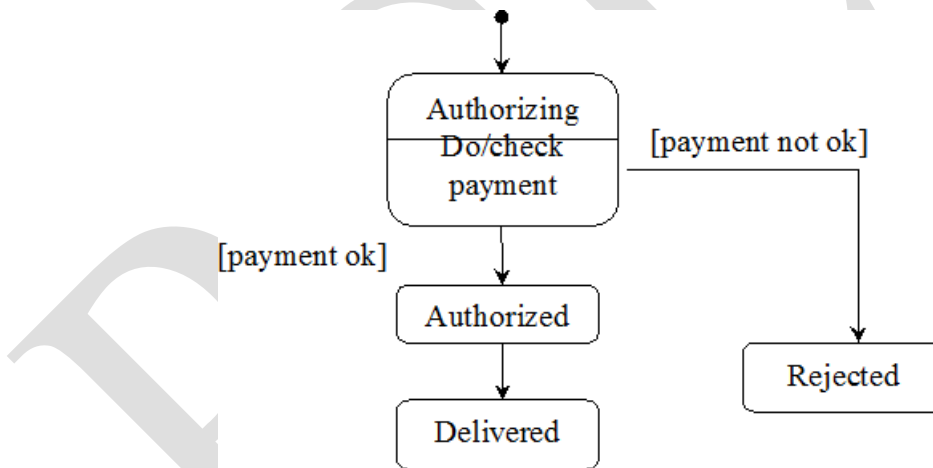 Authorizing
Do/check
payment
[payment not ok]
[payment ok]
Authorized
Rejected
Delivered